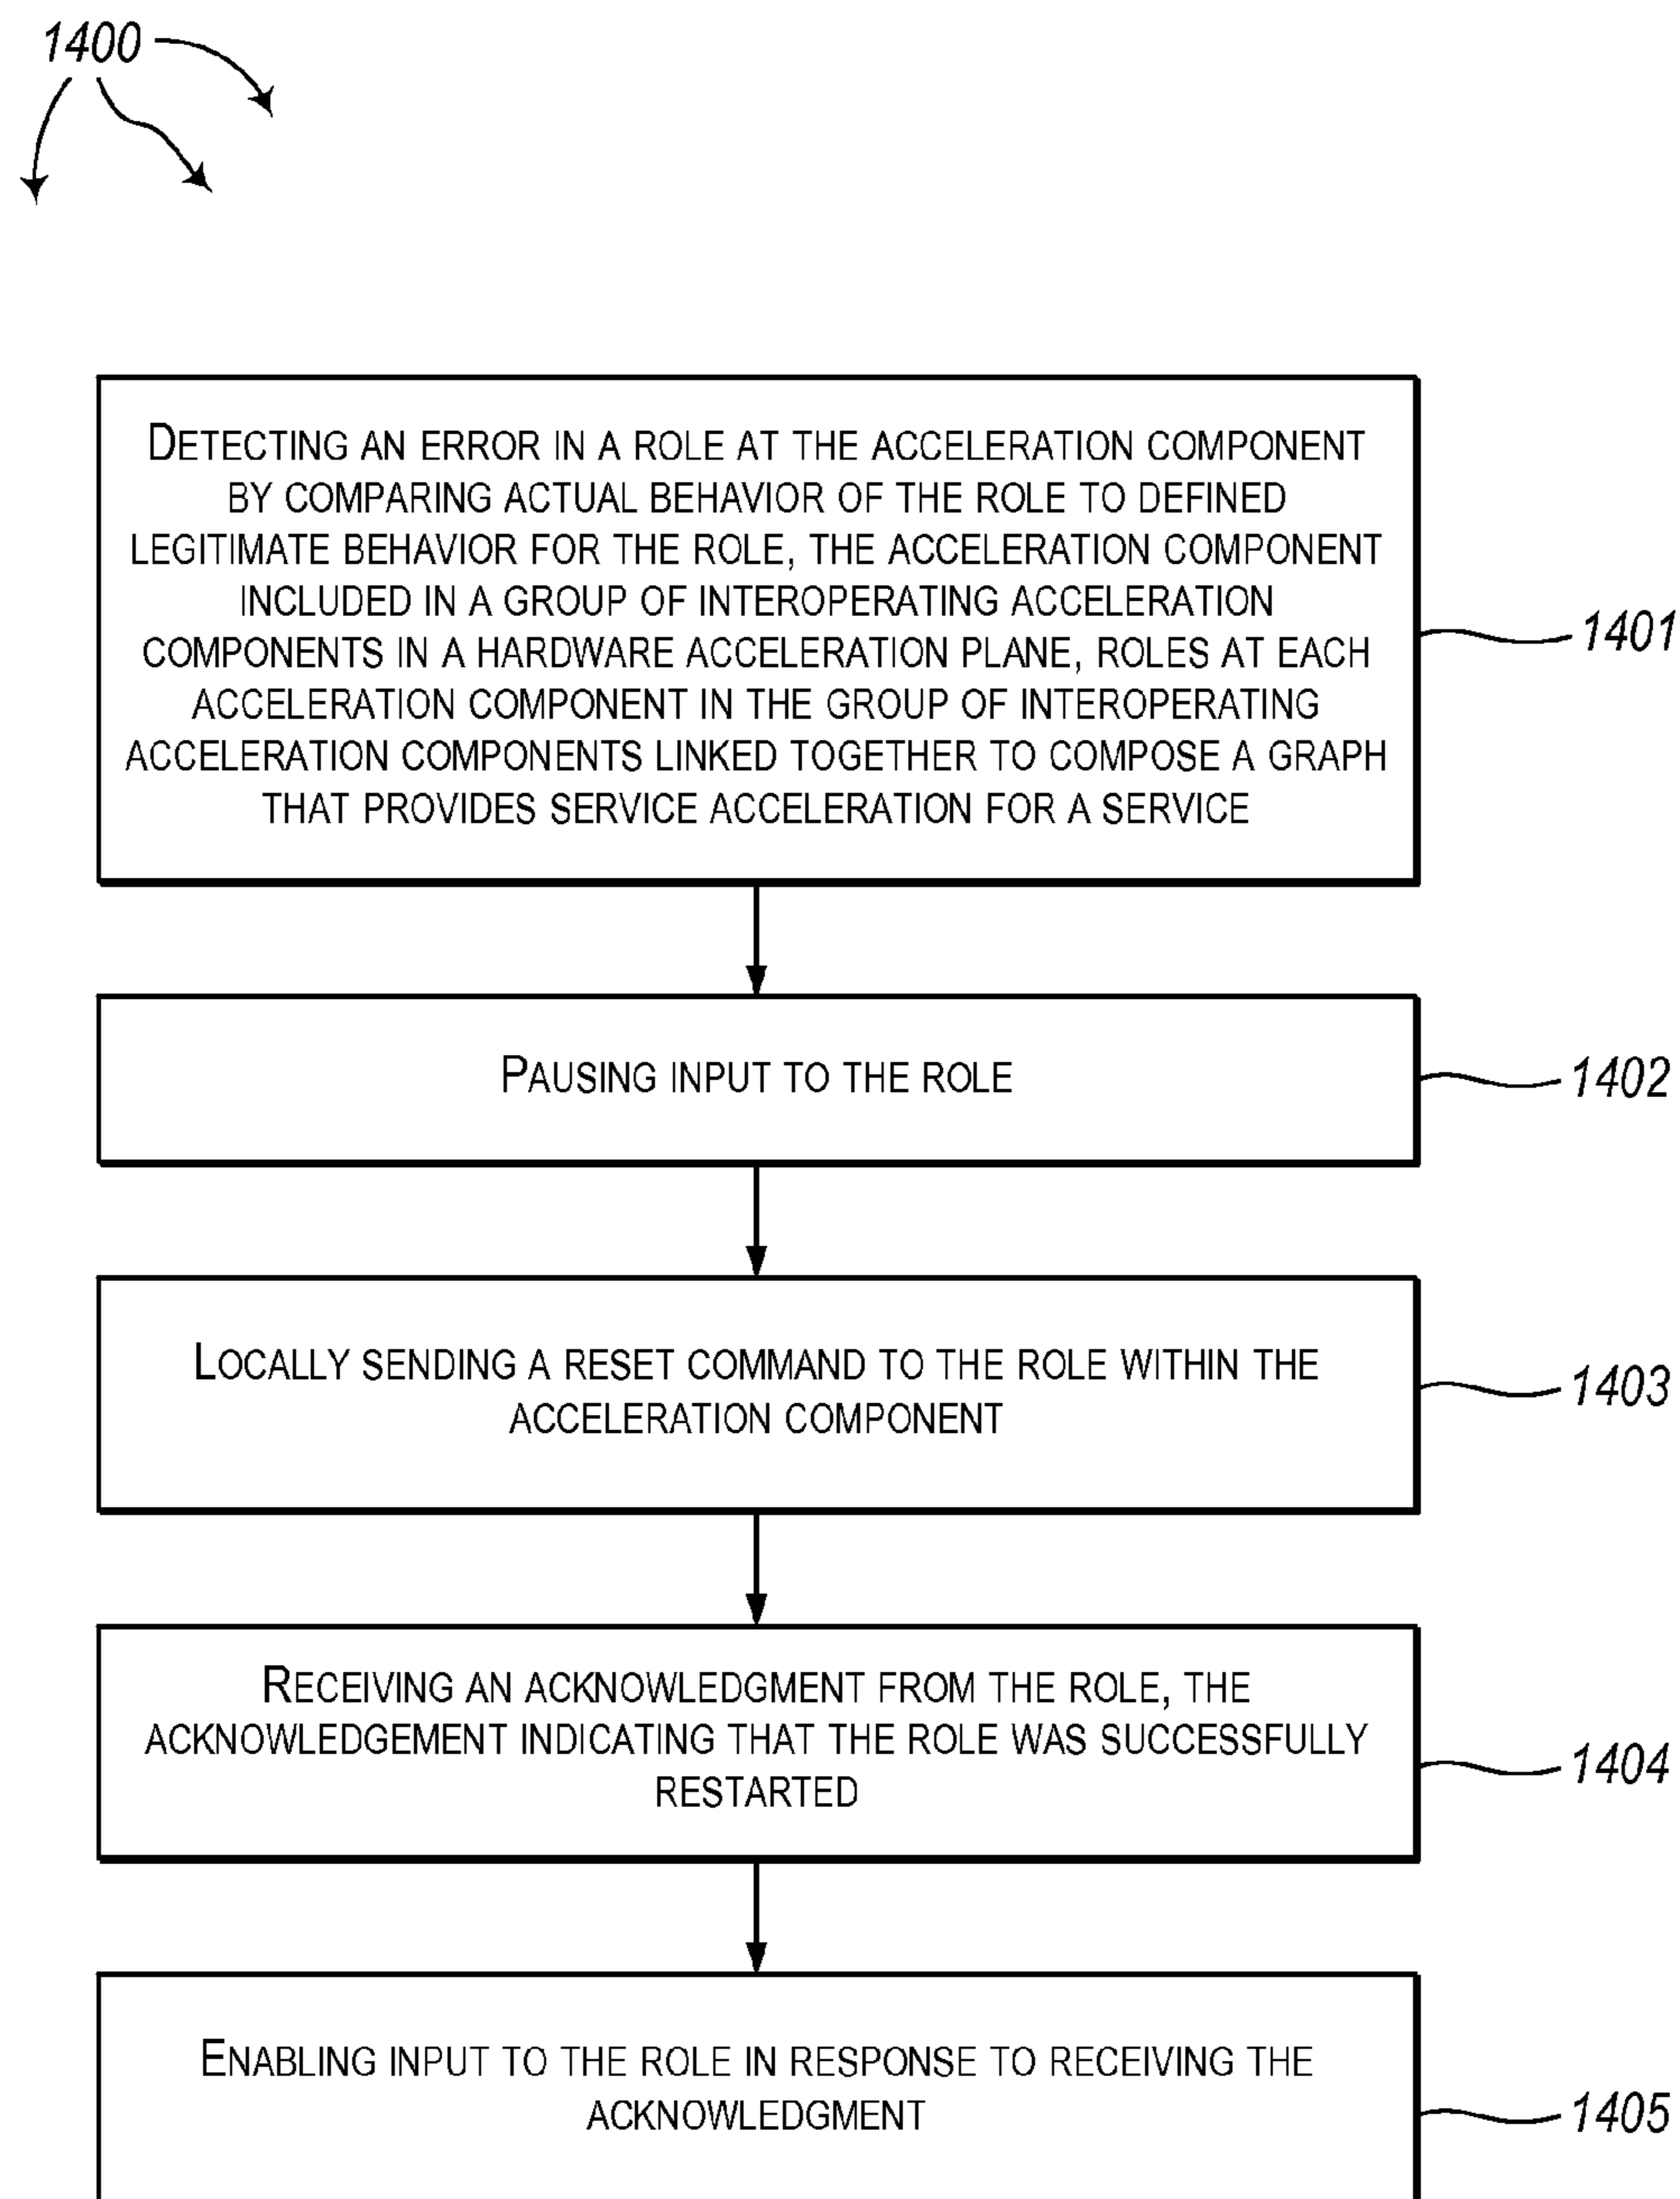 1400
DETECTING AN ERROR IN A ROLE AT THE ACCELERATION COMPONENT
BY COMPARING ACTUAL BEHAVIOR OF THE ROLE TO DEFINED
LEGITIMATE BEHAVIOR FOR THE ROLE, THE ACCELERATION COMPONENT
INCLUDED IN A GROUP OF INTEROPERATING ACCELERATION
COMPONENTS IN A HARDWARE ACCELERATION PLANE, ROLES AT EACH
ACCELERATION COMPONENT IN THE GROUP OF INTEROPERATING
ACCELERATION COMPONENTS LINKED TOGETHER TO COMPOSE A GRAPH
THAT PROVIDES SERVICE ACCELERATION FOR A SERVICE
1401
PAUSING INPUT TO THE ROLE
1402
LOCALLY SENDING A RESET COMMAND TO THE ROLE WITHIN THE
ACCELERATION COMPONENT
1403
RECEIVING AN ACKNOWLEDGMENT FROM THE ROLE, THE
ACKNOWLEDGEMENT INDICATING THAT THE ROLE WAS SUCCESSFULLY
RESTARTED
1404
ENABLING INPUT TO THE ROLE IN RESPONSE TO RECEIVING THE
ACKNOWLEDGMENT
1405